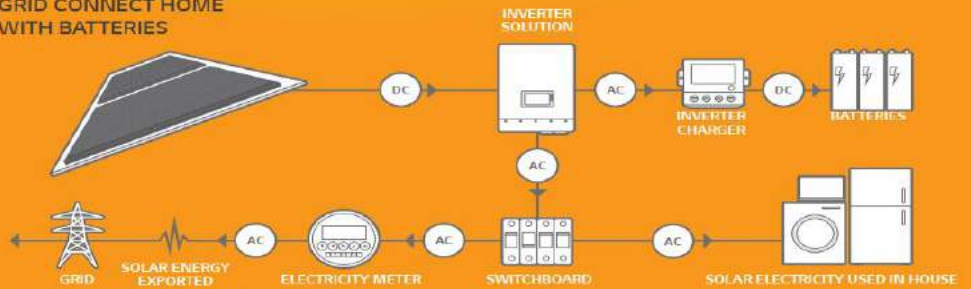 GRID CONNECT HOME
WITH BATTERIES
INVERTER
SOLUTION
DC
AC
DC
INVERTER
CHARGER
BATTERIES
AC
AC
AC
AC
GRID
SOLAR ENERGY
EXPORTED
ELECTRICITY METER
SWITCHBOARD
SOLAR ELECTRICITY USED IN HOUSE